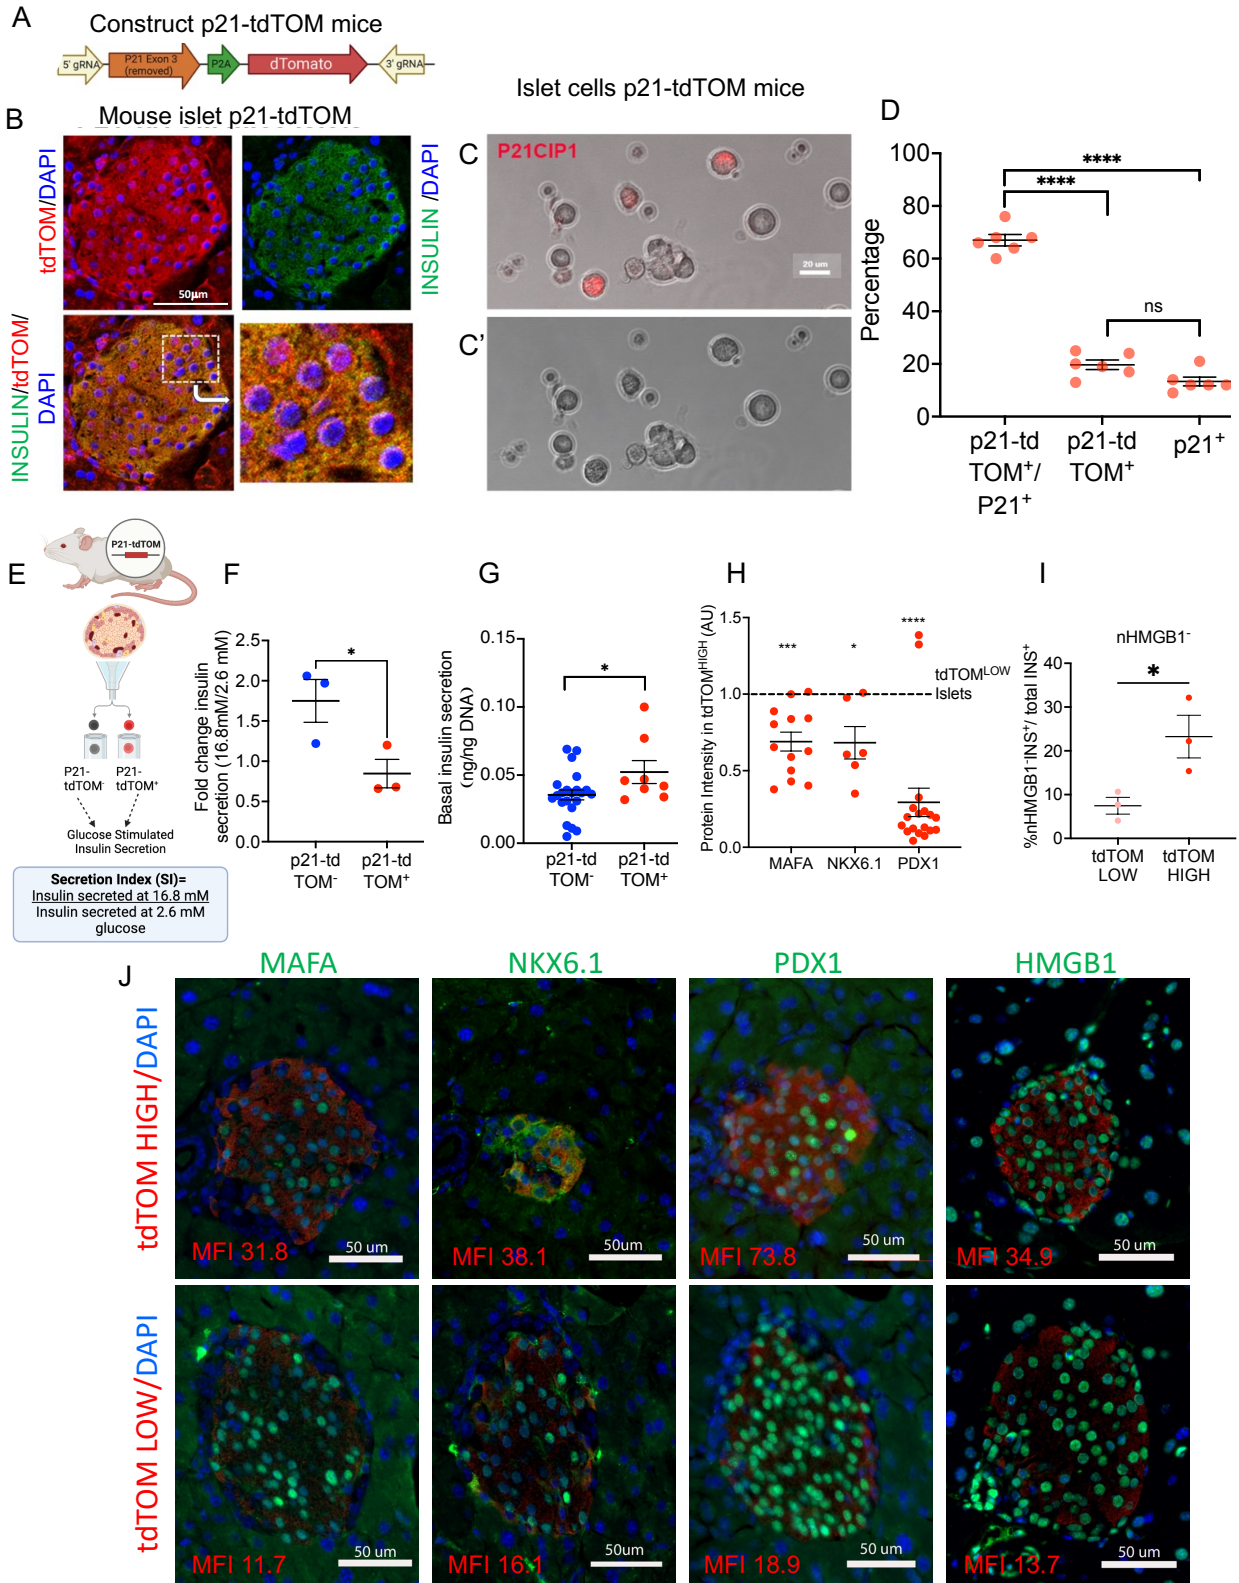 A
Construct p21-tdTOM mice
5' gRNA
P21 Exon 3
(removed)
P2A
dTomato
3' gRNA
Islet cells p21-tdTOM mice
B
Mouse islet p21-tdTOM
tdTOM/DAPI
50µm
INSULIN /DAPI
INSULIN/tdTOM/
DAPI
C
P21CIP1
20 um
C'
D
Percentage
100
80
60
40
20
0
****
****
ns
p21-td
TOM+/
P21+
p21-td
TOM+
p21+
E
P21-tdTOM
P21-
tdTOM-
P21-
tdTOM+
Glucose Stimulated
Insulin Secretion
Secretion Index (SI)=
Insulin secreted at 16.8 mM
Insulin secreted at 2.6 mM
glucose
F
Fold change insulin
secretion (16.8mM/2.6 mM)
2.5
2.0
1.5
1.0
0.5
0.0
*
p21-td
TOM-
p21-td
TOM+
G
Basal insulin secretion
(ng/ng DNA)
0.15
0.10
0.05
0.00
*
p21-td
TOM-
p21-td
TOM+
H
Protein Intensity in tdTOMHIGH (AU)
1.5
1.0
0.5
0.0
***
*
****
tdTOMLOW
Islets
MAFA
NKX6.1
PDX1
I
nHMGB1-
%nHMGB1-INS+/ total INS+
40
30
20
10
0
*
tdTOM
LOW
tdTOM
HIGH
J
MAFA
NKX6.1
PDX1
HMGB1
tdTOM HIGH/DAPI
MFI 31.8
50 um
MFI 38.1
50um
MFI 73.8
50 um
MFI 34.9
50 um
tdTOM LOW/DAPI
MFI 11.7
50 um
MFI 16.1
50um
MFI 18.9
50 um
MFI 13.7
50 um